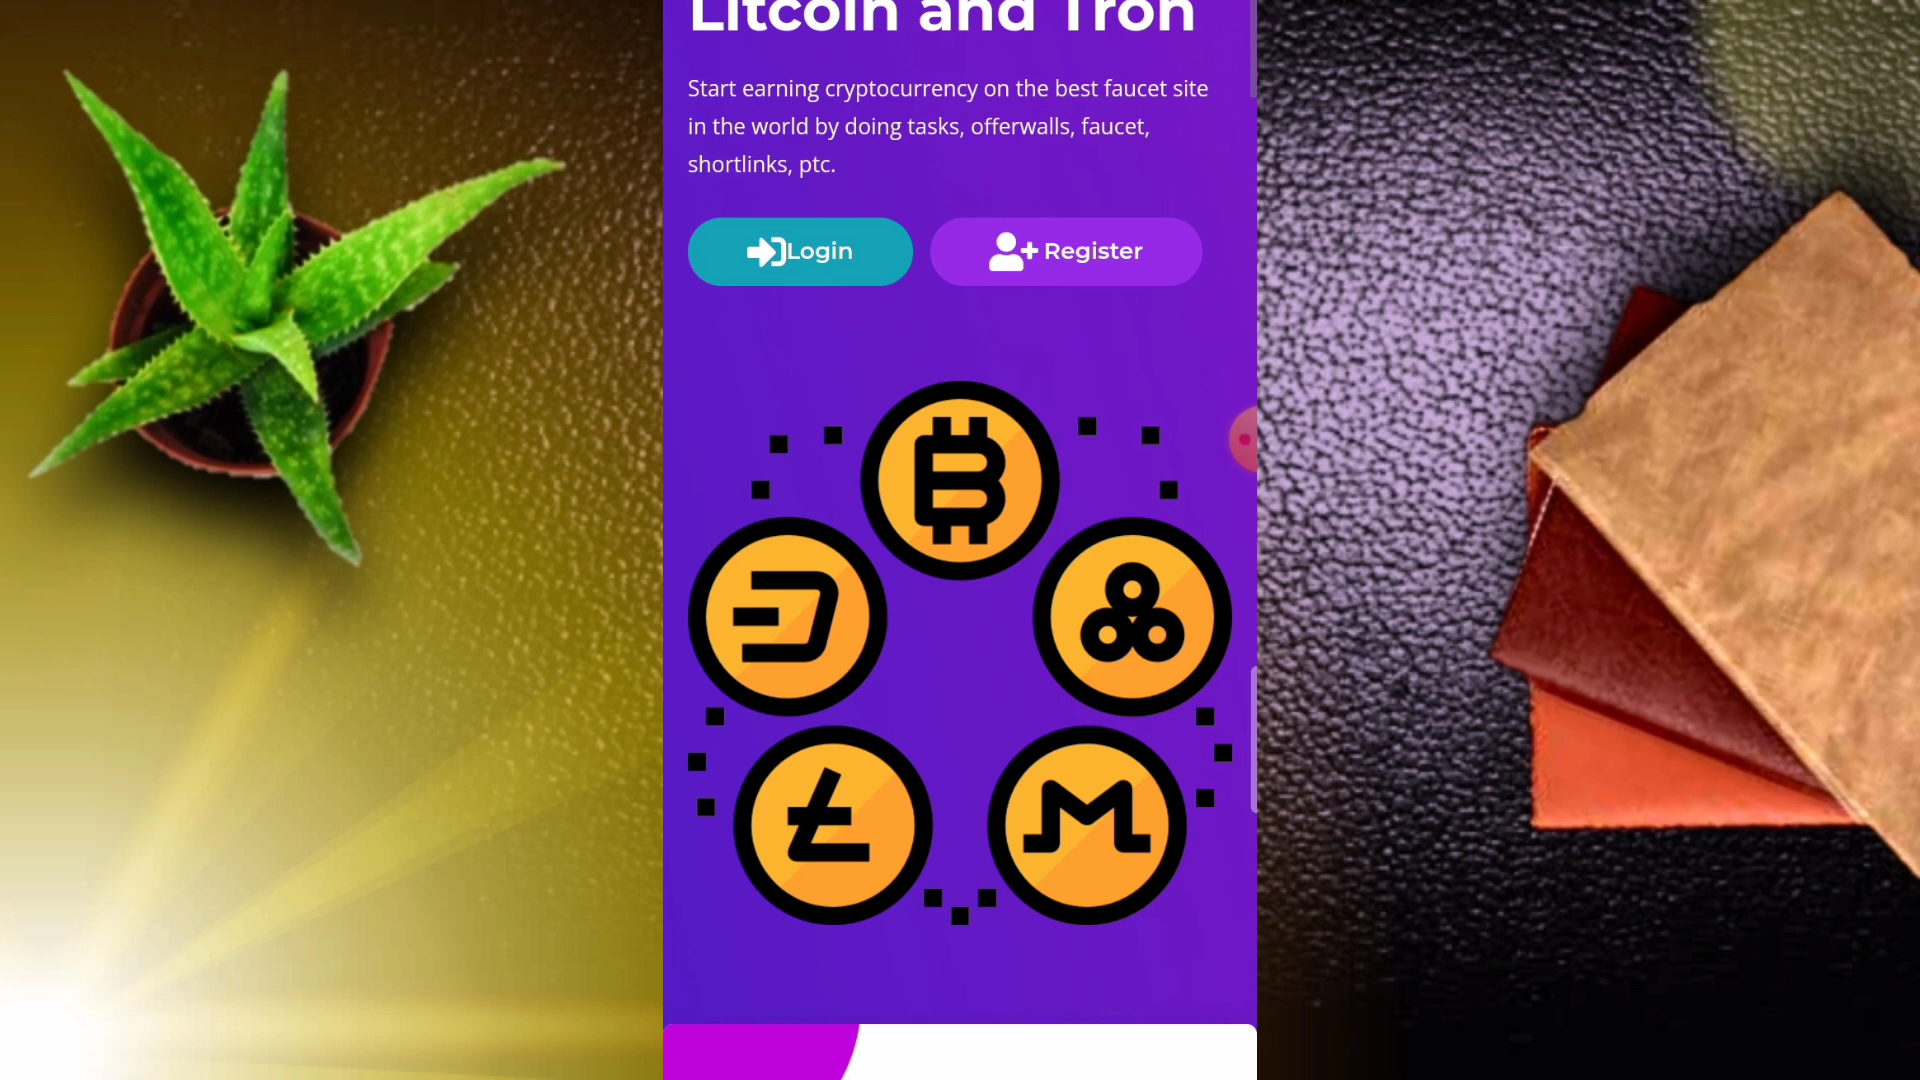 Litcoin and Tron
Start earning cryptocurrency on the best faucet site
in the world by doing tasks, offerwalls, faucet,
shortlinks, ptc.
Login
Register